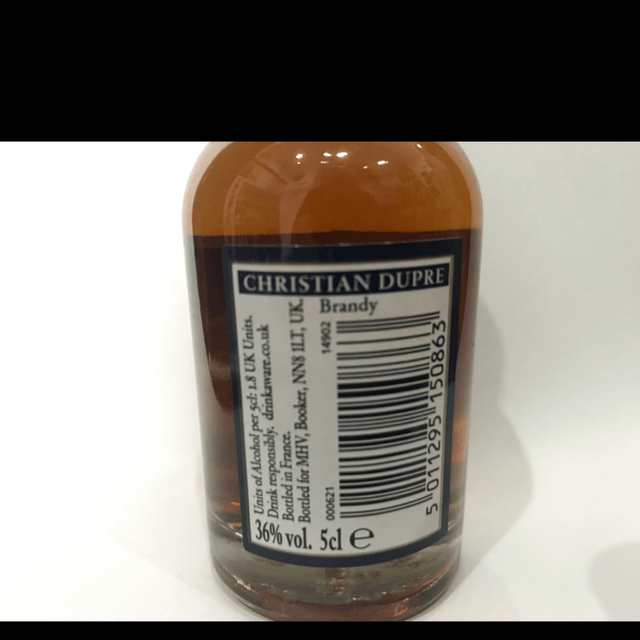 CHRISTIAN DUPRE
Brandy
Units of Alcohol per 5cl: 1.8 UK Units.
Drink responsibly. drinkaware.co.uk
Bottled in France.
Bottled for MHV, Booker, NN8 1LT, UK.
14902
000621
5 011295 150863
36% vol. 5cl e